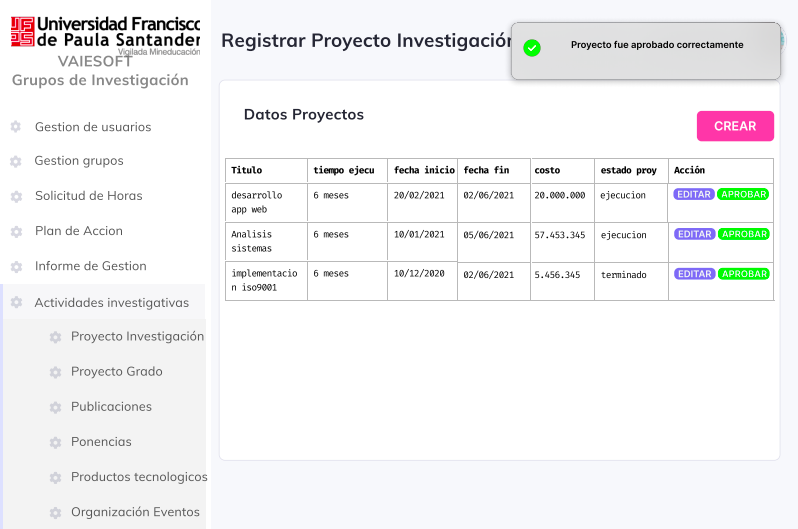 Universidad Francisco
de Paula Santander
Vigilada Mineducación
VAIESOFT
Grupos de Investigación
Gestion de usuarios
Gestion grupos
Solicitud de Horas
Plan de Accion
Informe de Gestion
Actividades investigativas
Proyecto Investigación
Proyecto Grado
Publicaciones
Ponencias
Productos tecnologicos
Organización Eventos
Registrar Proyecto Investigación
Proyecto fue aprobado correctamente
Datos Proyectos
CREAR
Titulo tiempo ejecu fecha inicio fecha fin costo estado proy Acción
desarrollo app web 6 meses 20/02/2021 02/06/2021 20.000.000 ejecucion EDITAR APROBAR
Analisis sistemas 6 meses 10/01/2021 05/06/2021 57.453.345 ejecucion EDITAR APROBAR
implementacio n iso9001 6 meses 10/12/2020 02/06/2021 5.456.345 terminado EDITAR APROBAR